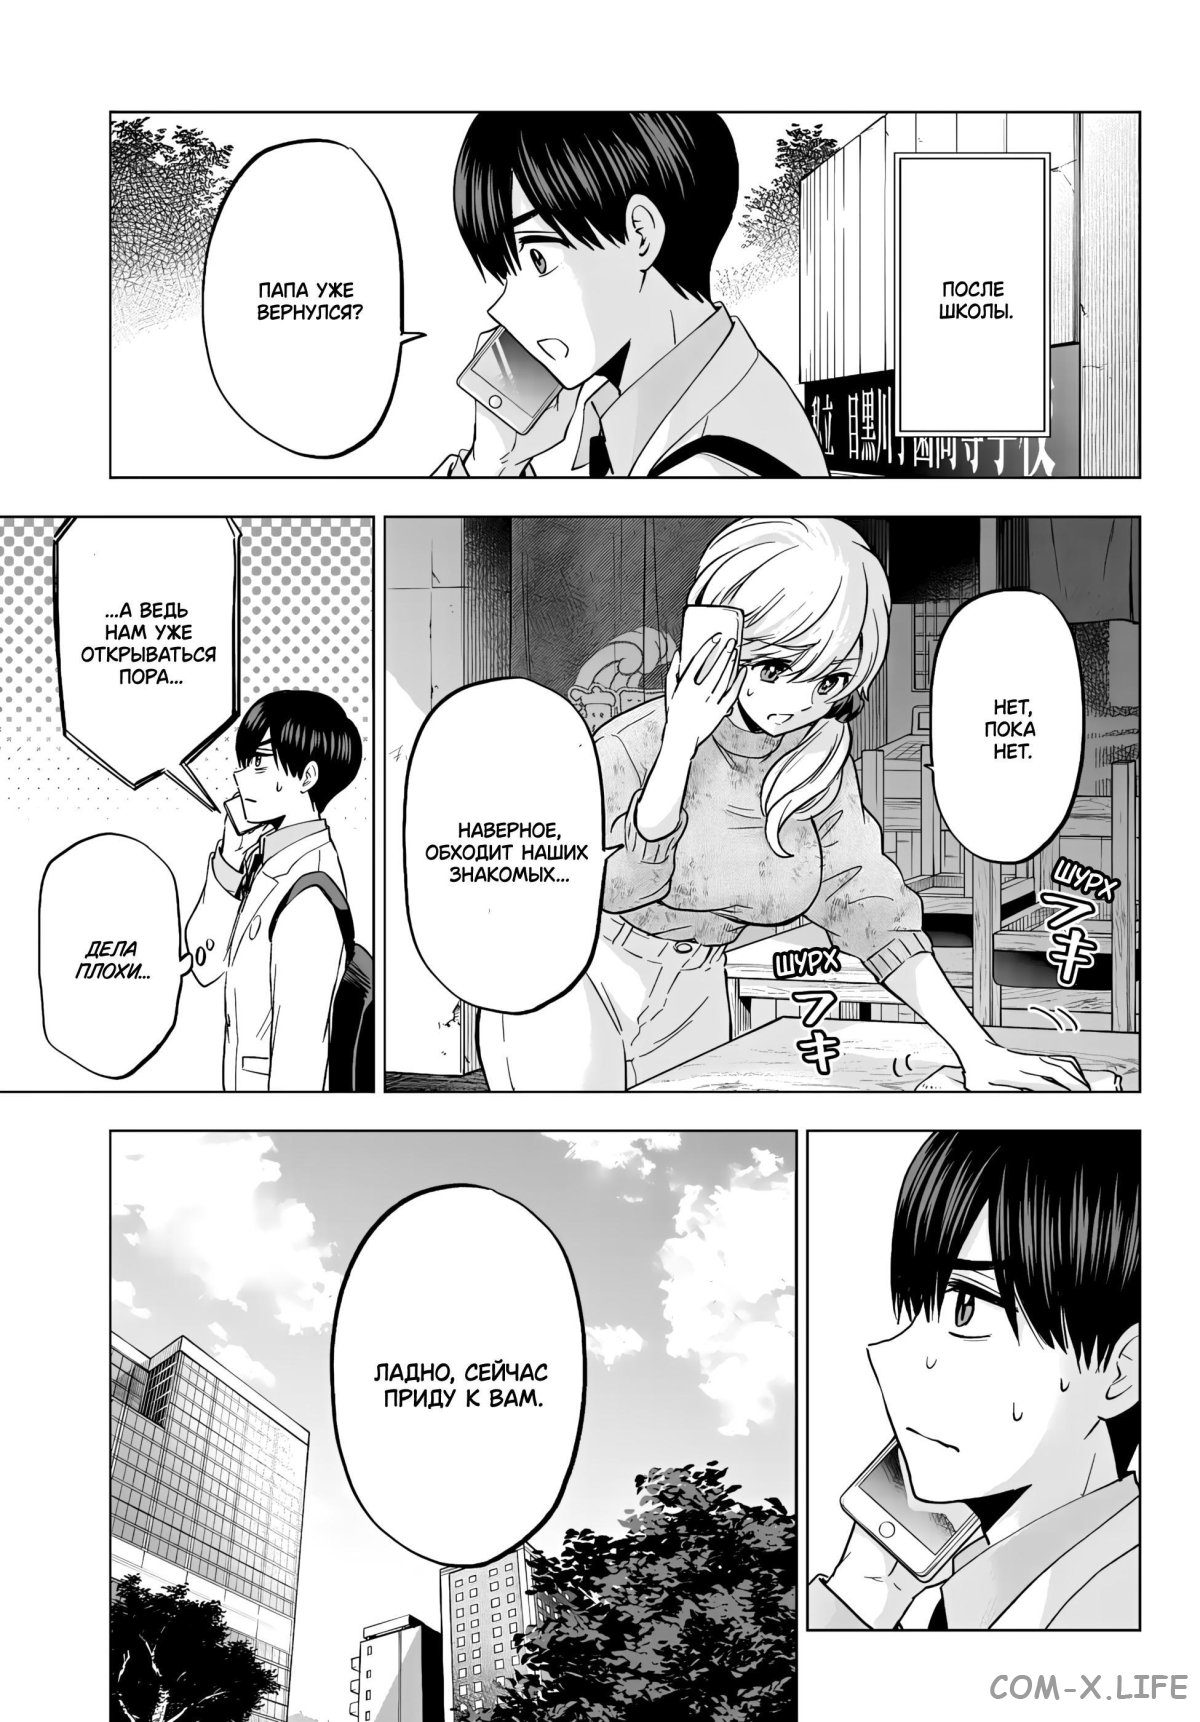 ПОСЛЕ
ШКОЛЫ.
ПАПА УЖЕ
ВЕРНУЛСЯ?
НЕТ,
ПОКА
НЕТ.
ШУРХ
フキ
ШУРХ
フキ
НАВЕРНОЕ,
ОБХОДИТ НАШИХ
ЗНАКОМЫХ...
...А ВЕДЬ
НАМ УЖЕ
ОТКРЫВАТЬСЯ
ПОРА...
ДЕЛА
ПЛОХИ...
ЛАДНО, СЕЙЧАС
ПРИДУ К ВАМ.
COM-X.LIFE